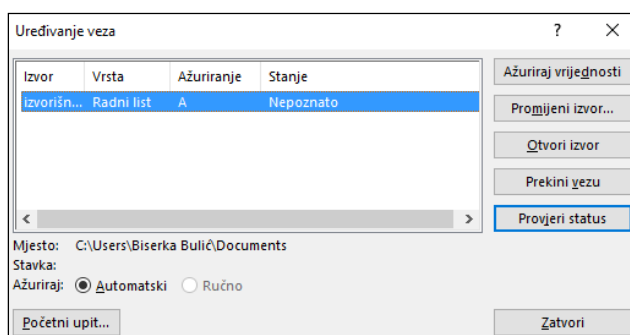 Uređivanje veza
Izvor Vrsta Ažuriranje Stanje
izvorišn... Radni list A Nepoznato
Ažuriraj vrijednosti
Promijeni izvor...
Otvori izvor
Prekini vezu
Provjeri status
Mjesto: C:\Users\Biserka Bulić\Documents
Stavka:
Ažuriraj: Automatski Ručno
Početni upit...
Zatvori